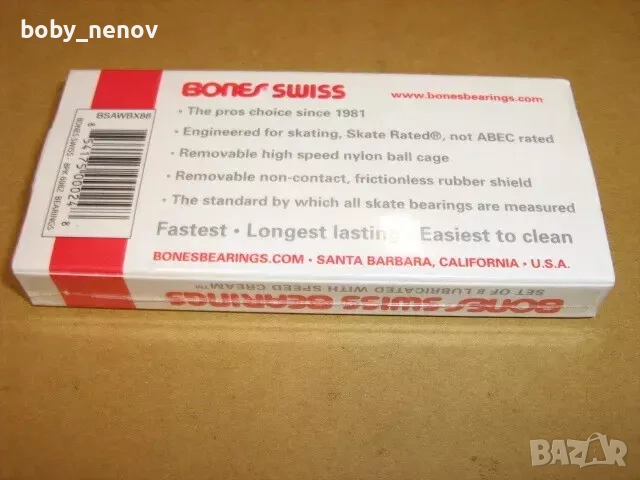 boby_nenov
BONES SWISS
www.bonesbearings.com
BSAWBX86
• The pros choice since 1981
• Engineered for skating, Skate Rated®, not ABEC rated
• Removable high speed nylon ball cage
• Removable non-contact, frictionless rubber shield
• The standard by which all skate bearings are measured
Fastest • Longest lasting • Easiest to clean
BONESBEARINGS.COM • SANTA BARBARA, CALIFORNIA • U.S.A.
BONES SWISS BEARINGS
SET OF 8 LUBRICATED WITH SPEED CREAM™
BAZAR